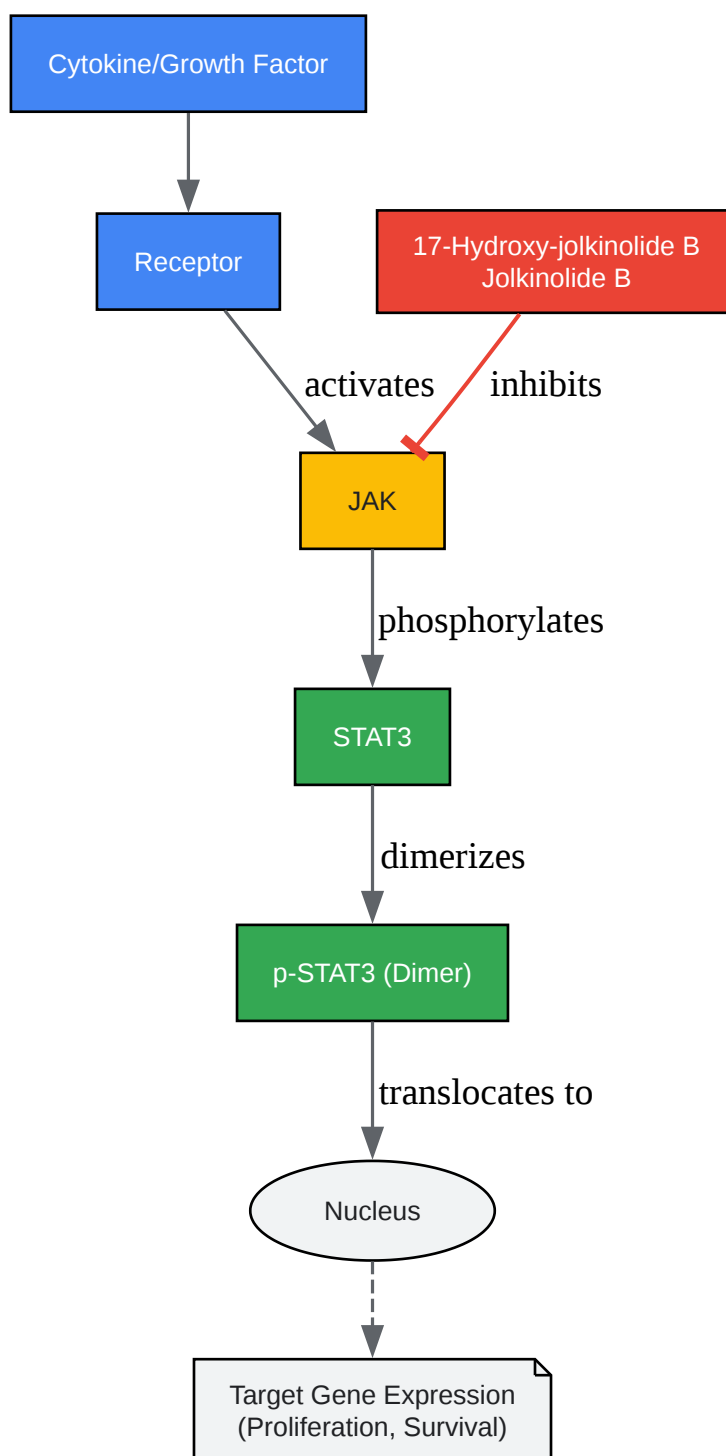 Cytokine/Growth Factor
Receptor
17-Hydroxy-jolkinolide B
Jolkinolide B
activates
inhibits
JAK
phosphorylates
STAT3
dimerizes
p-STAT3 (Dimer)
translocates to
Nucleus
Target Gene Expression
(Proliferation, Survival)